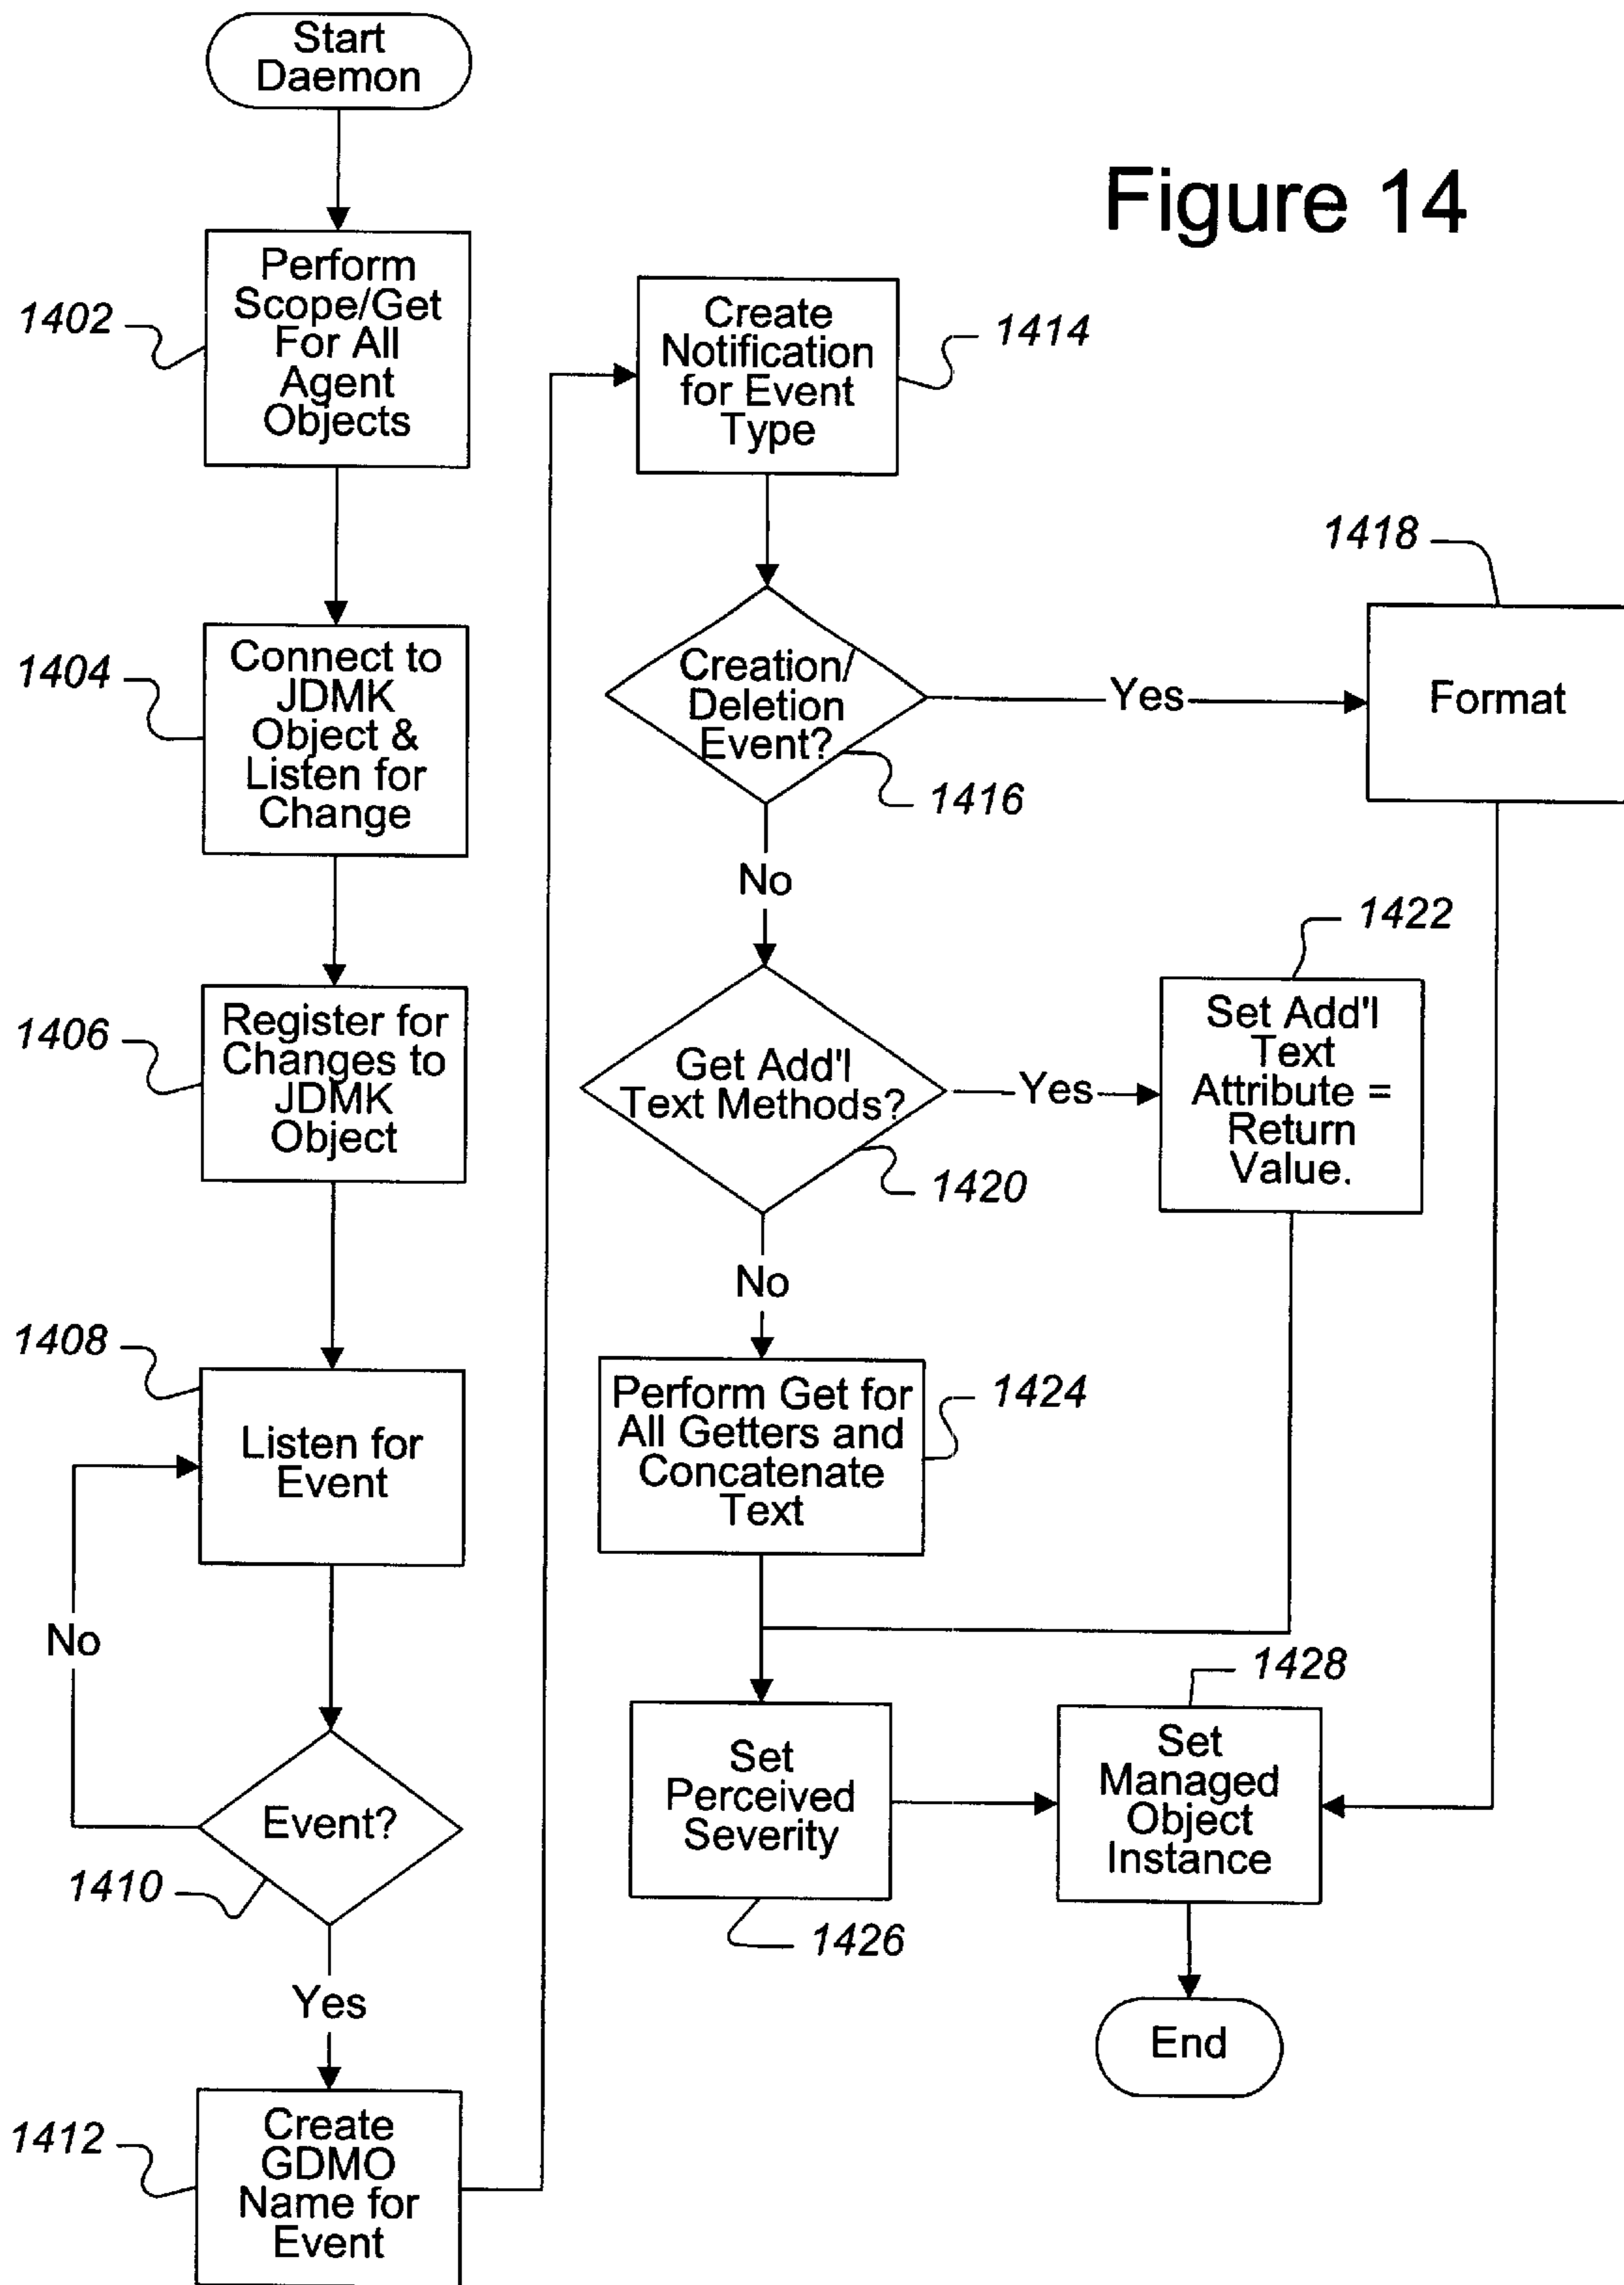 Start
Daemon
Figure 14
1402
Perform
Scope/Get
For All
Agent
Objects
1404
Connect to
JDMK
Object &
Listen for
Change
1406
Register for
Changes to
JDMK
Object
1408
Listen for
Event
No
Event?
1410
Yes
1412
Create
GDMO
Name for
Event
Create
Notification
for Event
Type
1414
Creation/
Deletion
Event?
1416
Yes
1418
Format
No
Get Add'l
Text Methods?
1420
Yes
1422
Set Add'l
Text
Attribute =
Return
Value.
No
Perform Get for
All Getters and
Concatenate
Text
1424
Set
Perceived
Severity
1426
1428
Set
Managed
Object
Instance
End